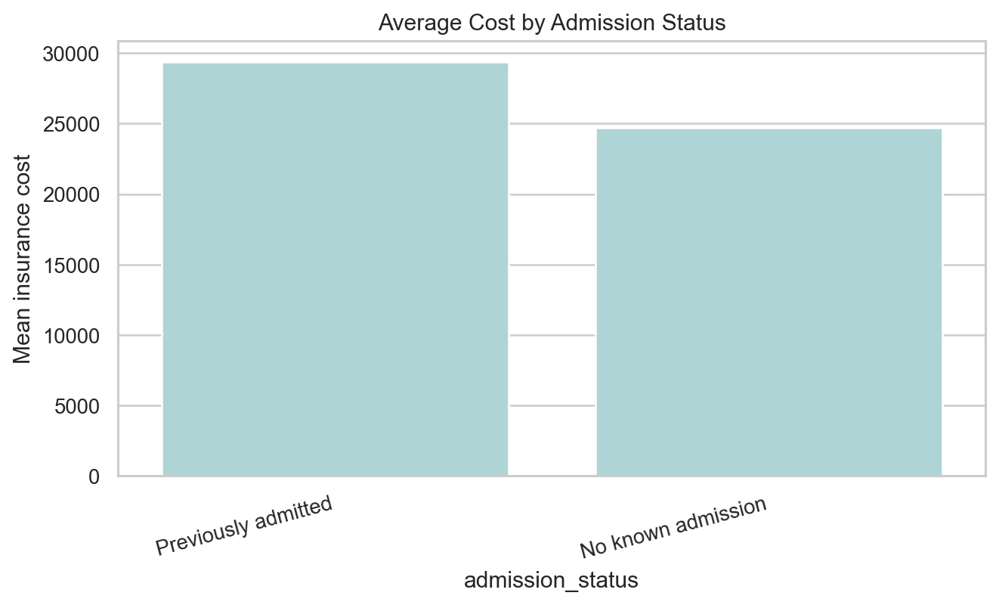 Average Cost by Admission Status
30000
25000
20000
15000
10000
5000
0
Mean insurance cost
Previously admitted
No known admission
admission_status